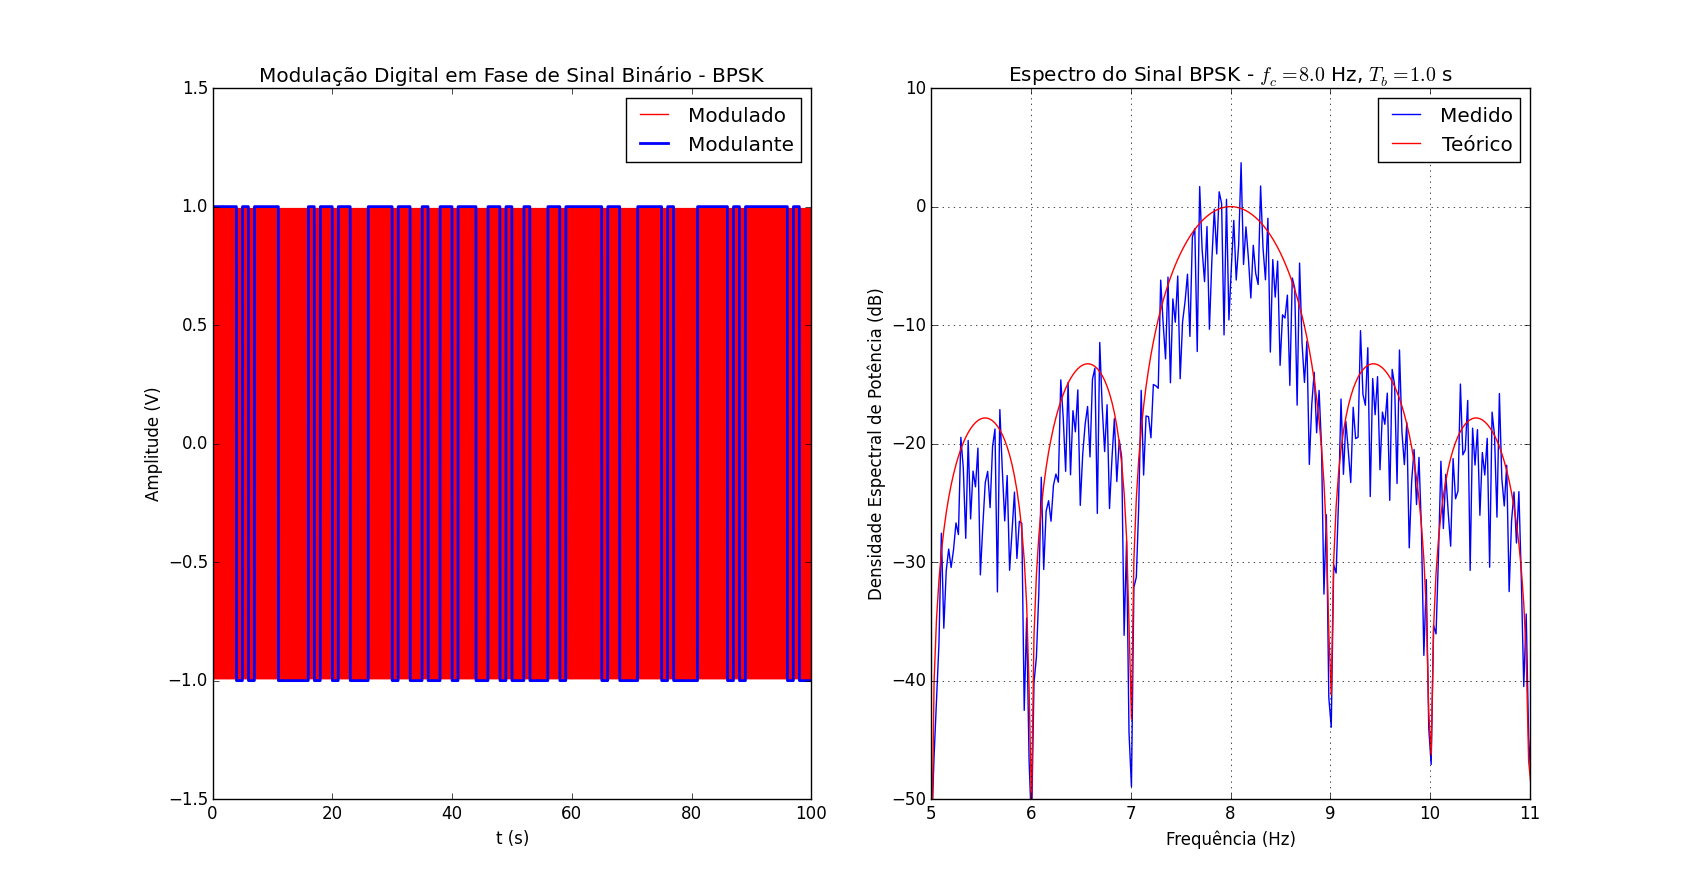 Modulação Digital em Fase de Sinal Binário - BPSK
1.5
1.0
0.5
0.0
−0.5
−1.0
−1.5
Amplitude (V)
Modulado
Modulante
0
20
40
60
80
100
t (s)
Espectro do Sinal BPSK - f_c = 8.0 Hz, T_b = 1.0 s
10
0
−10
−20
−30
−40
−50
Densidade Espectral de Potência (dB)
Medido
Teórico
5
6
7
8
9
10
11
Frequência (Hz)